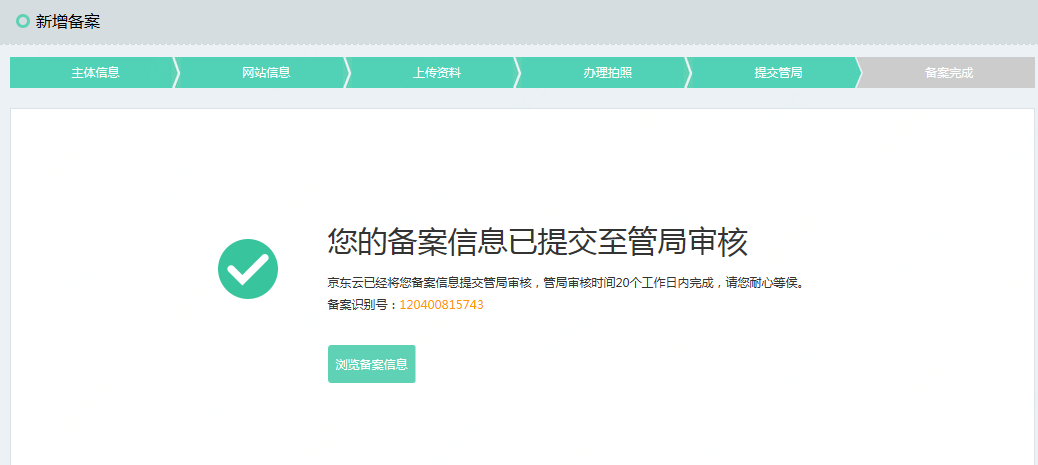 新增备案
主体信息
网站信息
上传资料
办理拍照
提交管局
备案完成
您的备案信息已提交至管局审核
京东云已经将您备案信息提交管局审核，管局审核时间20个工作日内完成，请您耐心等侯。
备案识别号：120400815743
浏览备案信息